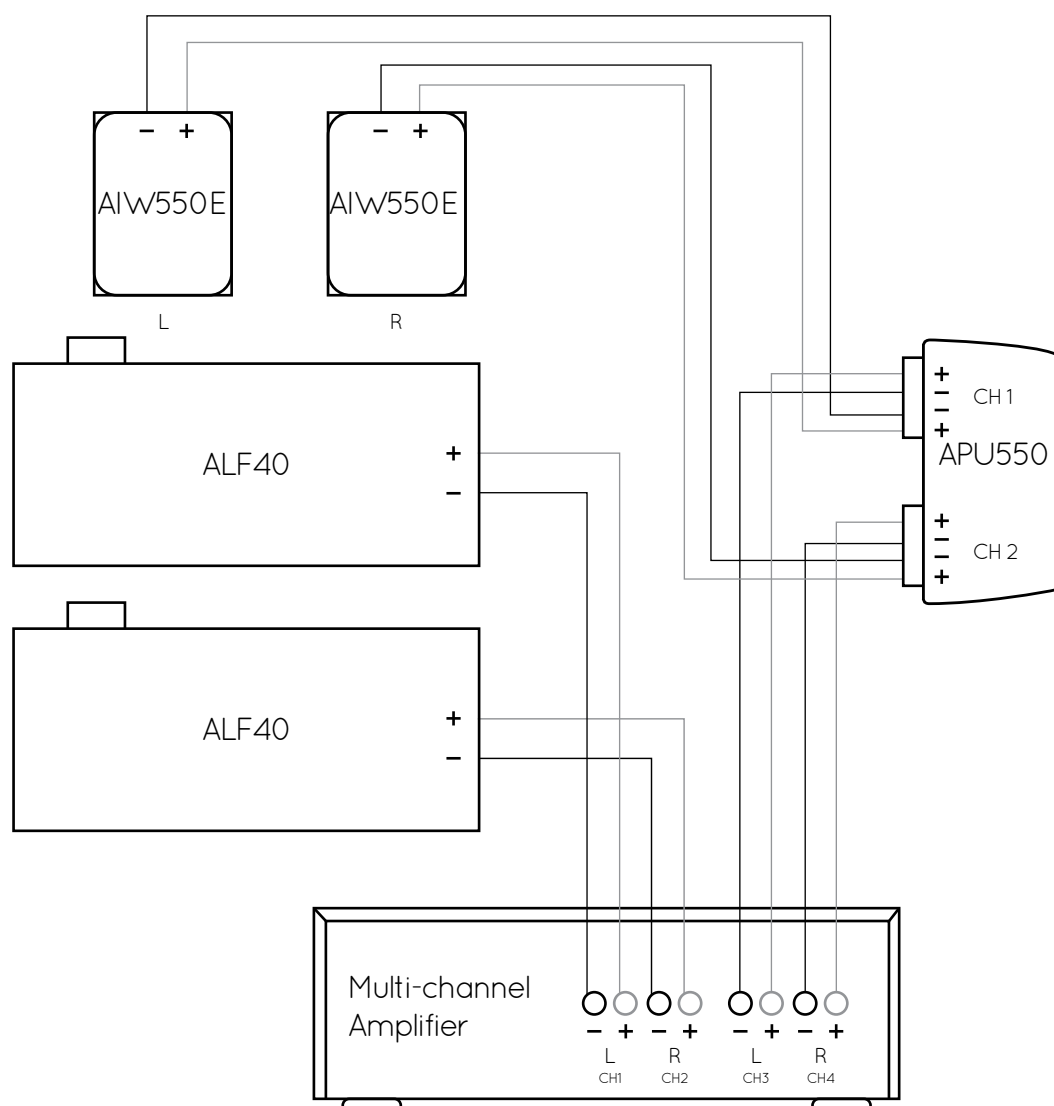 − +
AIW550E
L
− +
AIW550E
R
ALF40
+
−
ALF40
+
−
+
−
−
+
CH 1
APU550
+
−
−
+
CH 2
Multi-channel
Amplifier
− + − + − + − +
L R L R
CH1 CH2 CH3 CH4